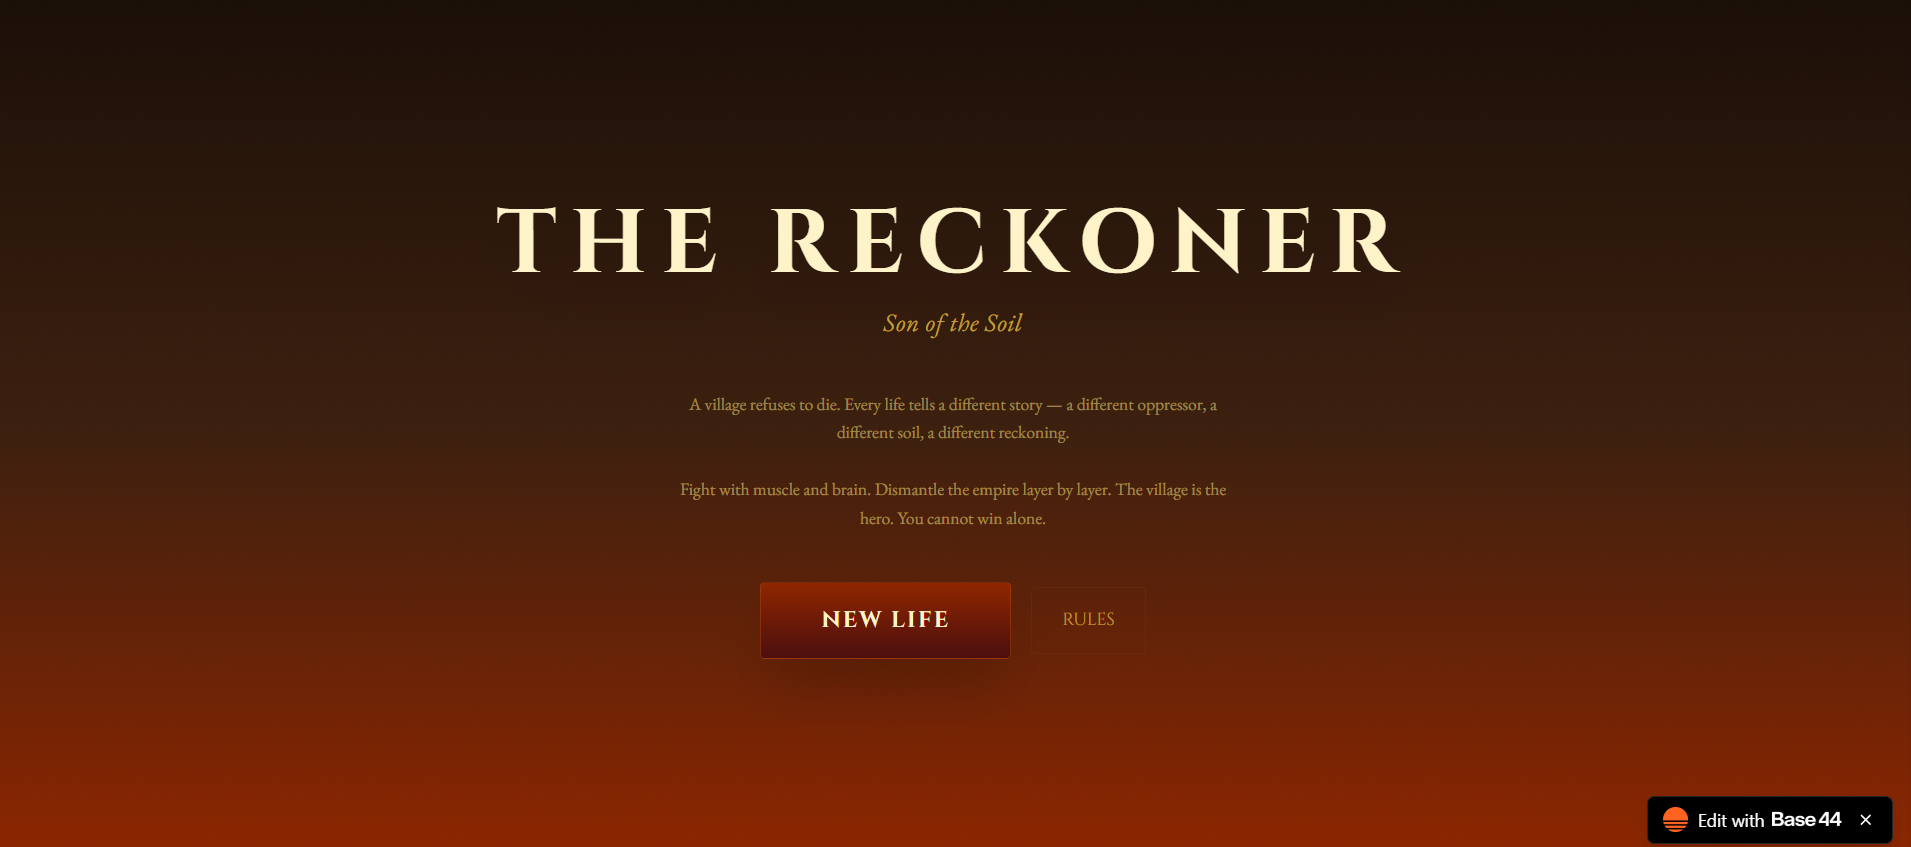 THE RECKONER
Son of the Soil
A village refuses to die. Every life tells a different story — a different oppressor, a
different soil, a different reckoning.
Fight with muscle and brain. Dismantle the empire layer by layer. The village is the
hero. You cannot win alone.
NEW LIFE
RULES
Edit with Base 44